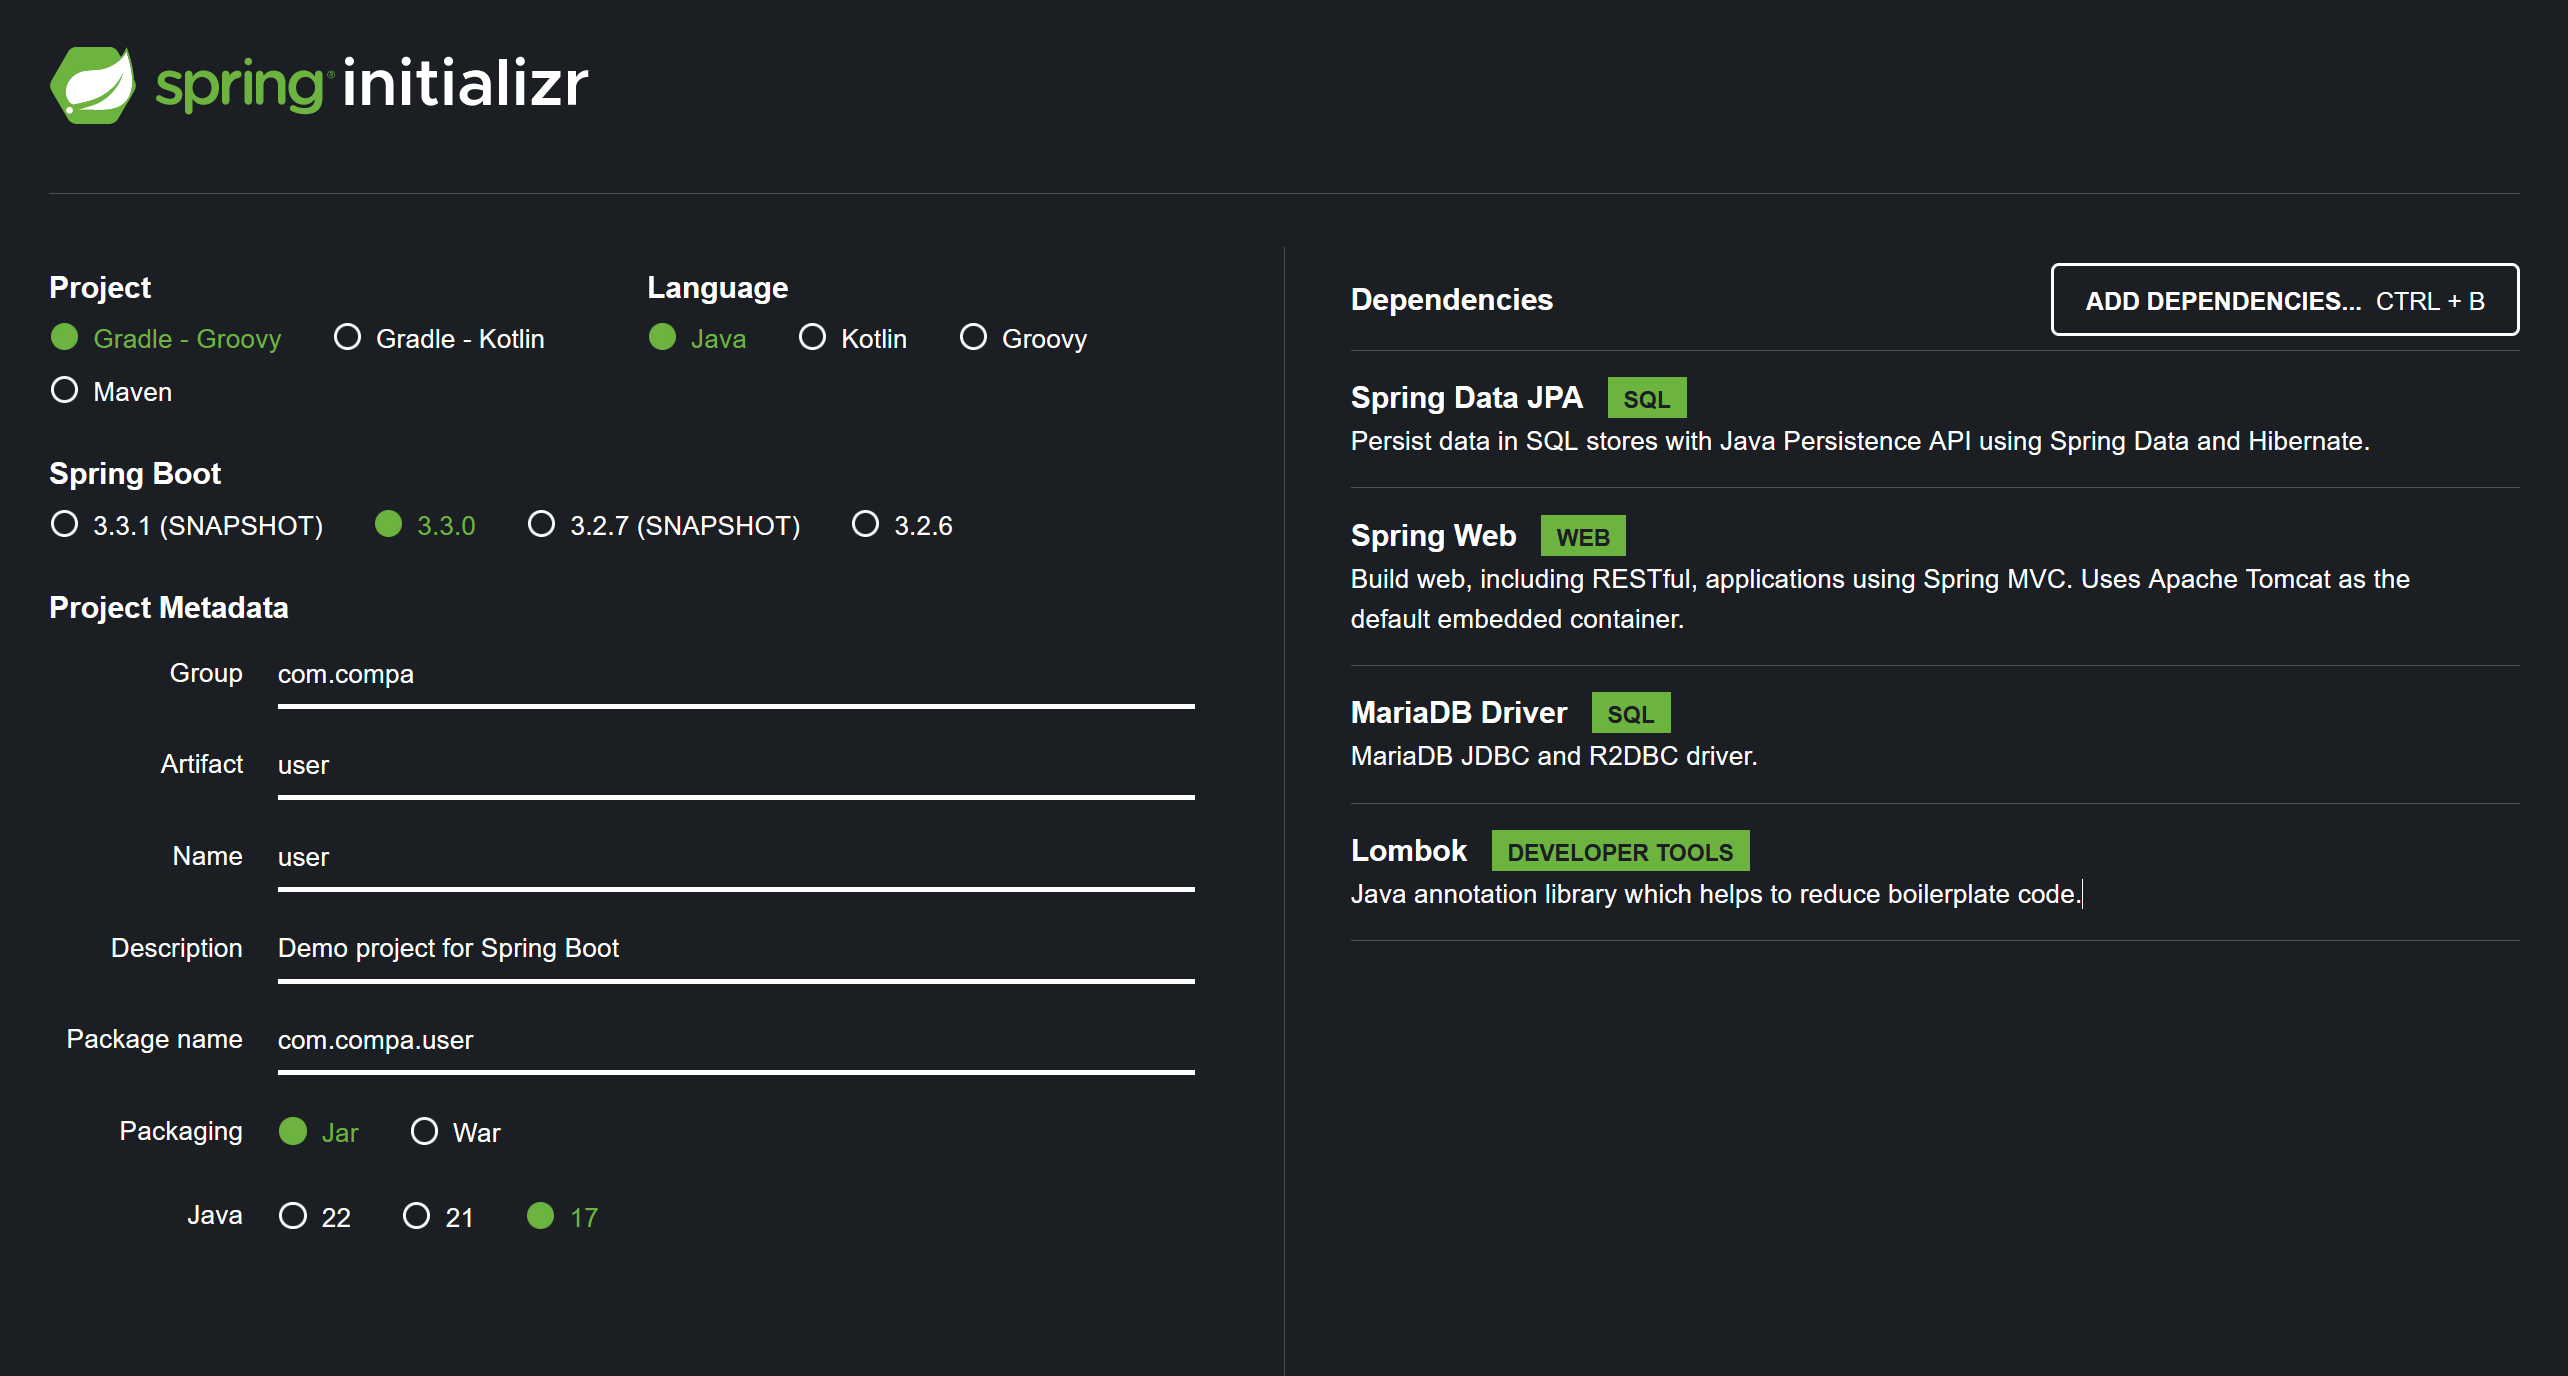 spring® initializr
Project
Gradle - Groovy Gradle - Kotlin
Maven
Language
Java Kotlin Groovy
Spring Boot
3.3.1 (SNAPSHOT) 3.3.0 3.2.7 (SNAPSHOT) 3.2.6
Project Metadata
Group com.compa
Artifact user
Name user
Description Demo project for Spring Boot
Package name com.compa.user
Packaging Jar War
Java 22 21 17
Dependencies ADD DEPENDENCIES... CTRL + B
Spring Data JPA SQL
Persist data in SQL stores with Java Persistence API using Spring Data and Hibernate.
Spring Web WEB
Build web, including RESTful, applications using Spring MVC. Uses Apache Tomcat as the
default embedded container.
MariaDB Driver SQL
MariaDB JDBC and R2DBC driver.
Lombok DEVELOPER TOOLS
Java annotation library which helps to reduce boilerplate code.